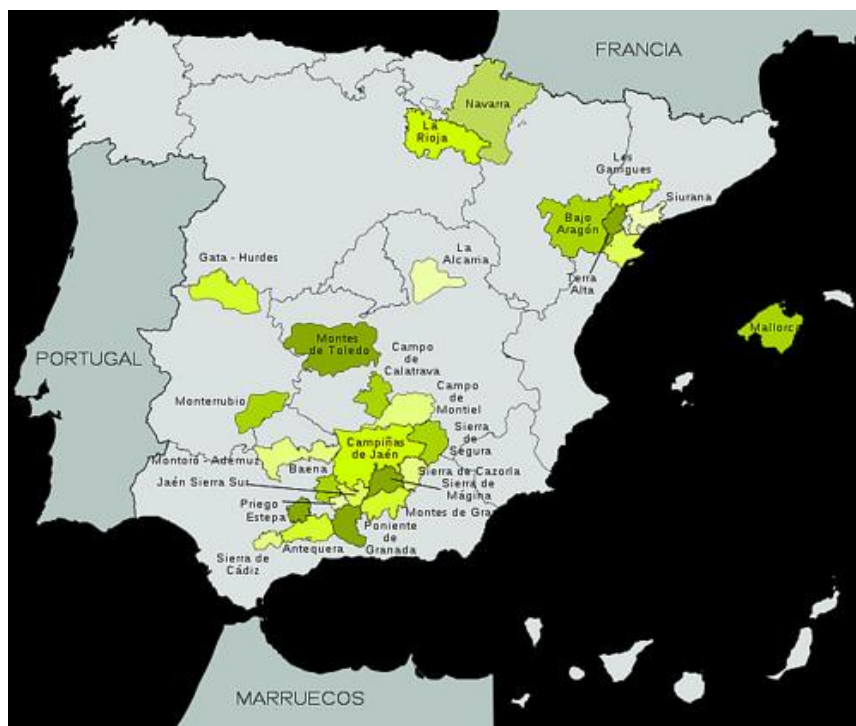 FRANCIA
Navarra
La
Rioja
Les
Garrigues
Siurana
Bajo
Aragón
La
Alcarria
Gata - Hurdes
Terra
Alta
Mallorca
Montes
de Toledo
PORTUGAL
Campo
de
Calatrava
Campo
de
Montiel
Monterrubio
Sierra
de
Segura
Campiñas
de Jaén
Montoro - Ademuz
Baena
Sierra de Cazorla
Jaén Sierra Sur
Sierra de
Mágina
Priego
Montes de Gra
Estepa
Poniente
de
Granada
Antequera
Sierra de
Cádiz
MARRUECOS